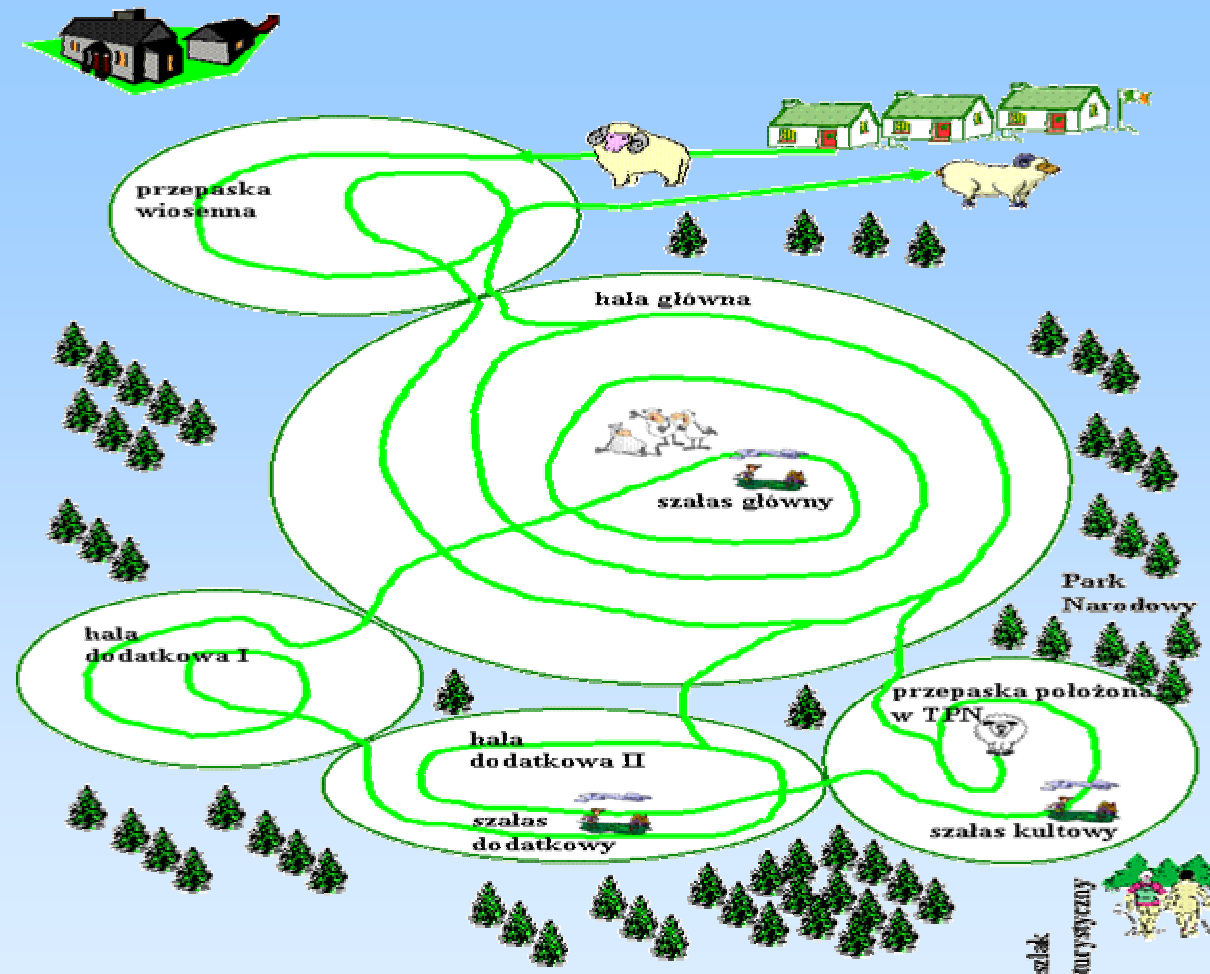 przepaska
wiosenna
hala główna
szałas główny
Park
Narodowy
hala
dodatkowa I
przepaska położona
w TPN
hala
dodatkowa II
szałas
dodatkowy
szałas kultowy
szlak
turystyczny